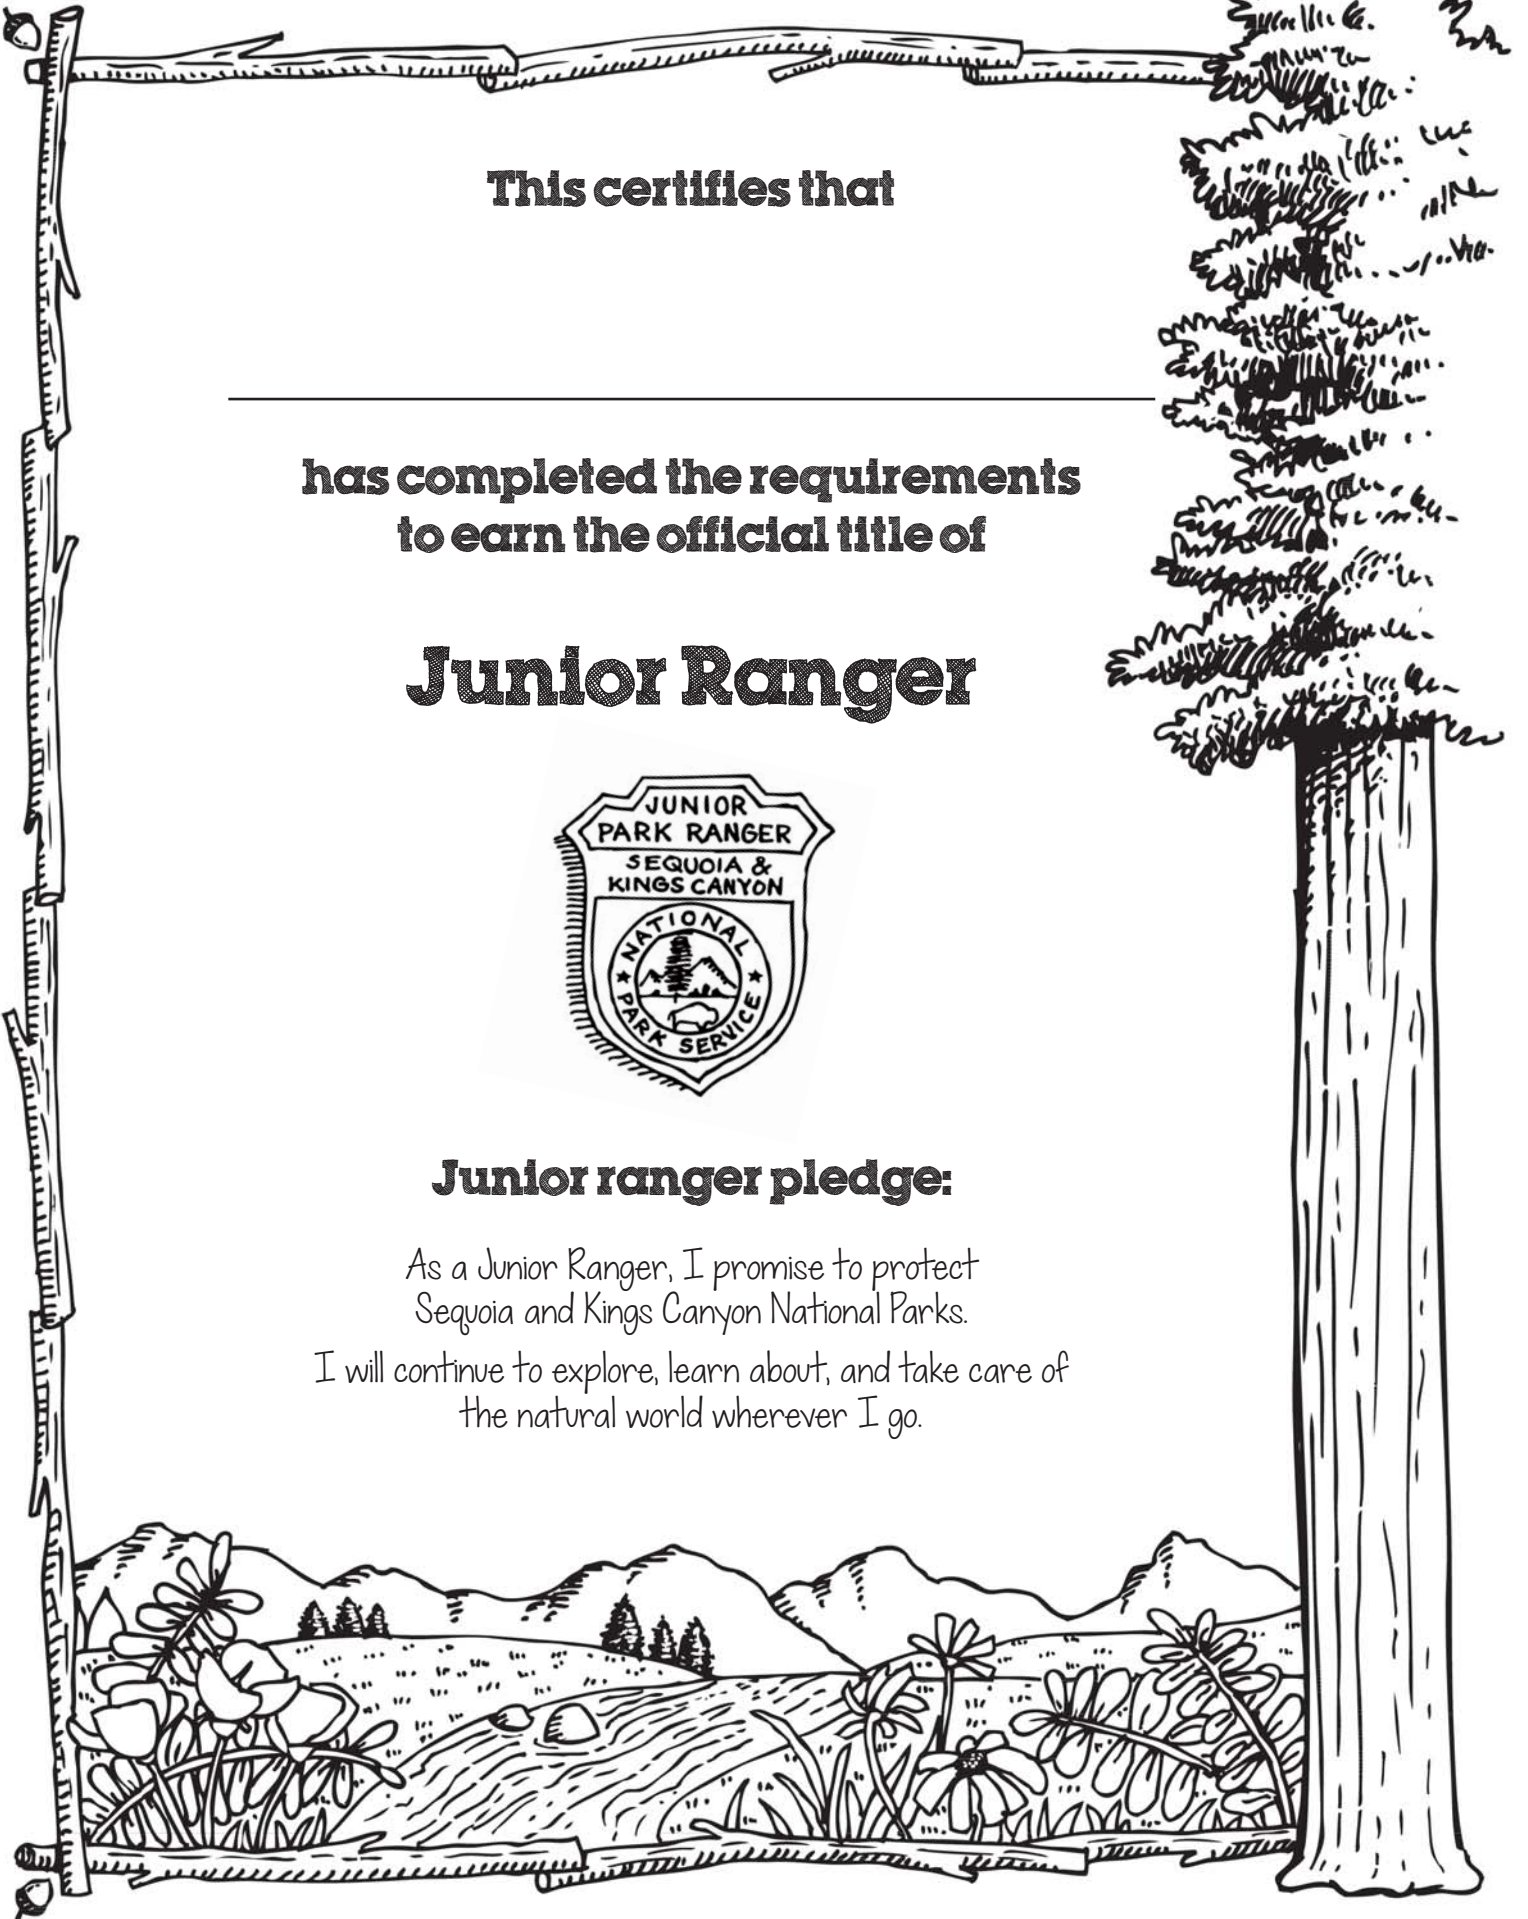 This certifies that
has completed the requirements
to earn the official title of
Junior Ranger
JUNIOR
PARK RANGER
SEQUOIA &
KINGS CANYON
NATIONAL
PARK SERVICE
Junior ranger pledge:
As a Junior Ranger, I promise to protect
Sequoia and Kings Canyon National Parks.
I will continue to explore, learn about, and take care of
the natural world wherever I go.